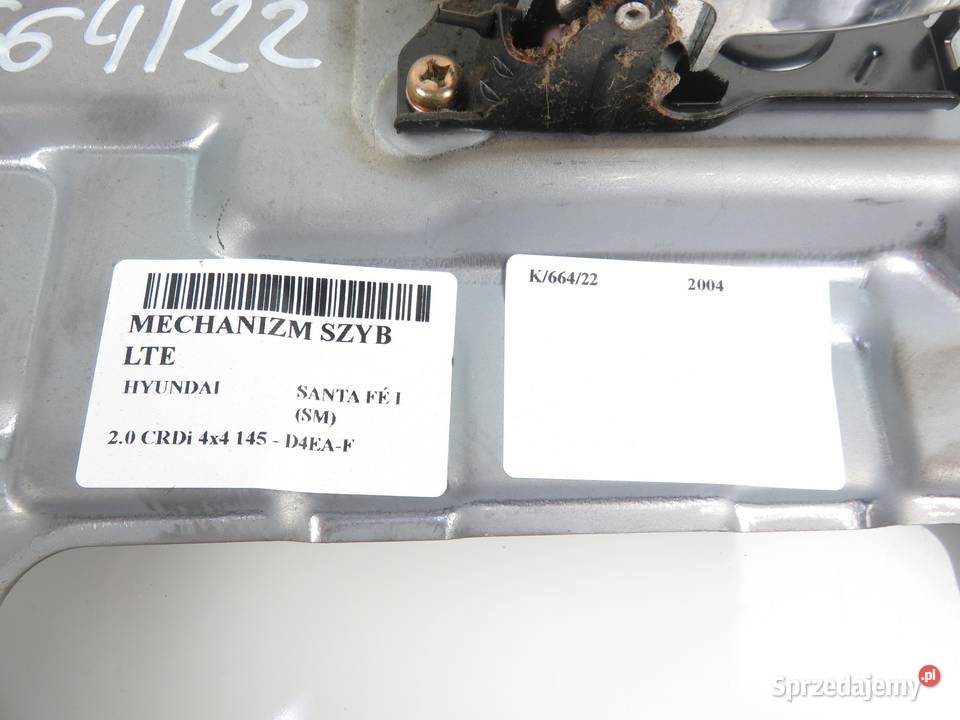 664/22
MECHANIZM SZYB
LTE
HYUNDAI SANTA FÉ I
(SM)
2.0 CRDi 4x4 145 - D4EA-F
K/664/22 2004
Sprzedajemy.pl